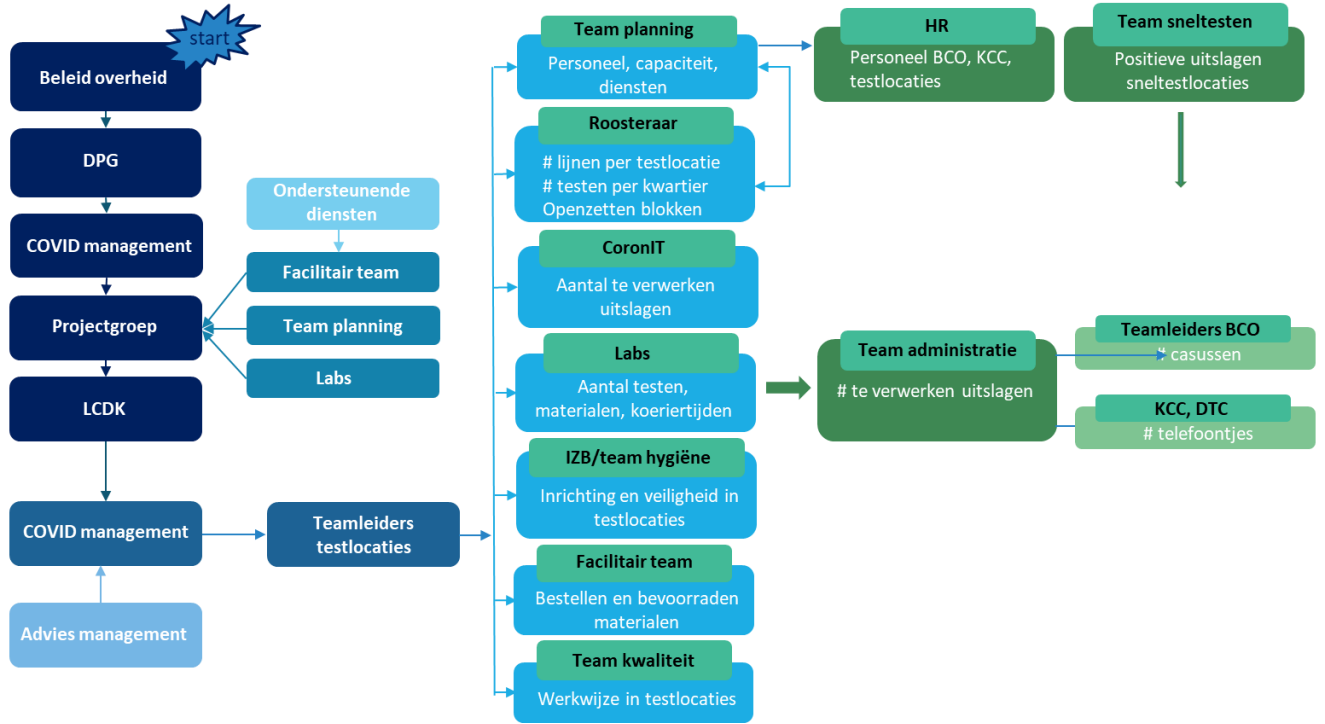 start
Beleid overheid
DPG
COVID management
Projectgroep
LCDK
COVID management
Advies management
Ondersteunende
diensten
Facilitair team
Team planning
Labs
Teamleiders
testlocaties
Team planning
Personeel, capaciteit,
diensten
Roosteraar
# lijnen per testlocatie
# testen per kwartier
Openzetten blokken
CoronIT
Aantal te verwerken
uitslagen
Labs
Aantal testen,
materialen, koeriertijden
IZB/team hygiëne
Inrichting en veiligheid in
testlocaties
Facilitair team
Bestellen en bevoorraden
materialen
Team kwaliteit
Werkwijze in testlocaties
HR
Personeel BCO, KCC,
testlocaties
Team sneltesten
Positieve uitslagen
sneltestlocaties
Team administratie
# te verwerken uitslagen
Teamleiders BCO
# casussen
KCC, DTC
# telefoontjes